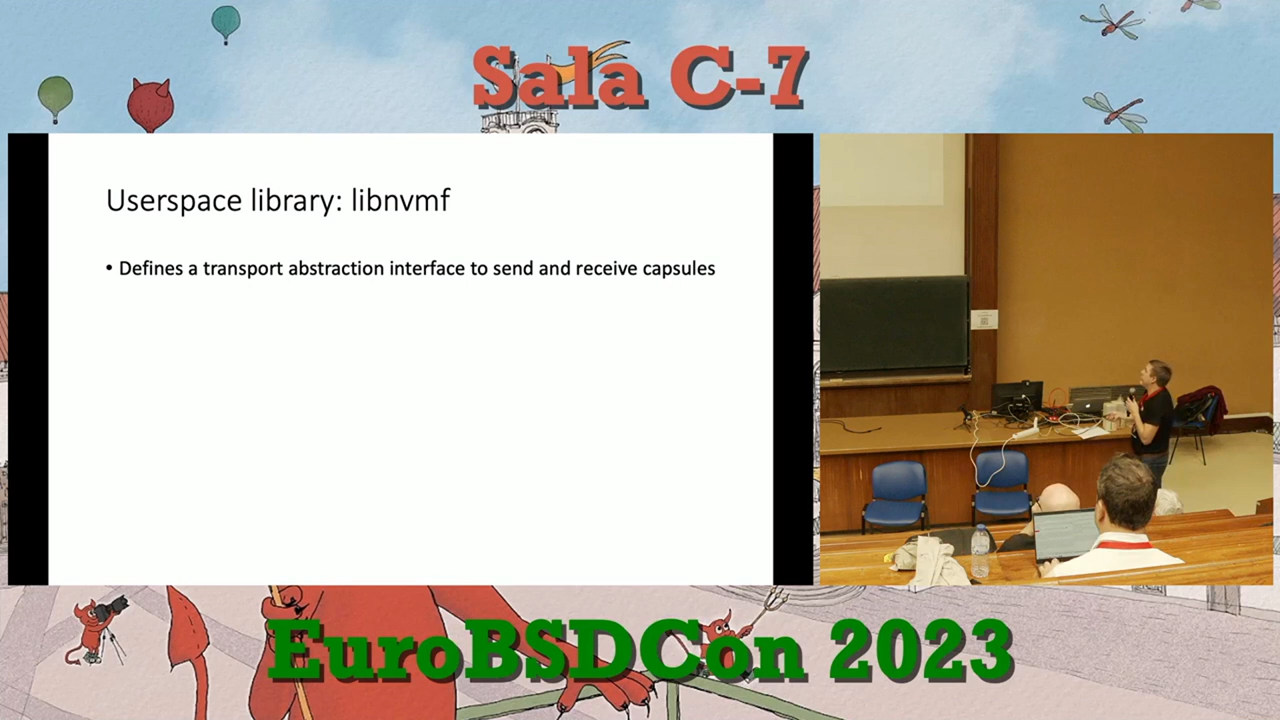 Sala C-7
Userspace library: libnvmf
• Defines a transport abstraction interface to send and receive capsules
EuroBSDCon 2023